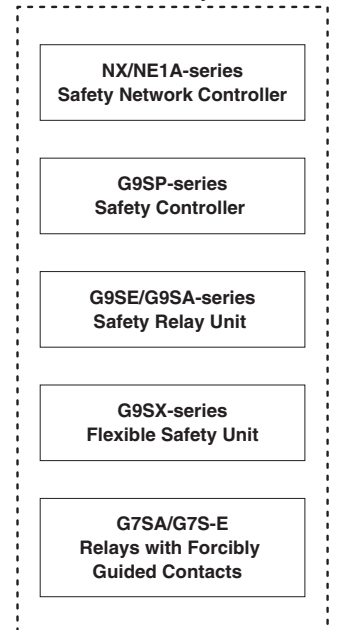 NX/NE1A-series
Safety Network Controller
G9SP-series
Safety Controller
G9SE/G9SA-series
Safety Relay Unit
G9SX-series
Flexible Safety Unit
G7SA/G7S-E
Relays with Forcibly
Guided Contacts